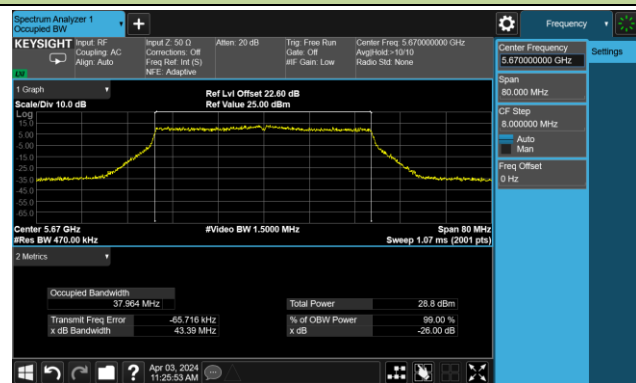 Spectrum Analyzer 1
Occupied BW
Frequency
KEYSIGHT
Input: RF
Coupling: AC
Align: Auto
Input Z: 50 Ω
Corrections: Off
Freq Ref: Int (S)
NFE: Adaptive
Atten: 20 dB
Trig: Free Run
Gate: Off
#IF Gain: Low
Center Freq: 5.670000000 GHz
Avg|Hold:>10/10
Radio Std: None
Center Frequency
5.670000000 GHz
Settings
Span
80.000 MHz
CF Step
8.000000 MHz
Auto
Man
Freq Offset
0 Hz
1 Graph
Scale/Div 10.0 dB
Ref Lvl Offset 22.60 dB
Ref Value 25.00 dBm
Log
15.0
5.00
-5.00
-15.0
-25.0
-35.0
-45.0
-55.0
-65.0
Center 5.67 GHz
#Video BW 1.5000 MHz
Span 80 MHz
#Res BW 470.00 kHz
Sweep 1.07 ms (2001 pts)
2 Metrics
Occupied Bandwidth
37.964 MHz
Total Power 28.8 dBm
Transmit Freq Error -65.716 kHz
% of OBW Power 99.00 %
x dB Bandwidth 43.39 MHz
x dB -26.00 dB
?
Apr 03, 2024
11:25:53 AM